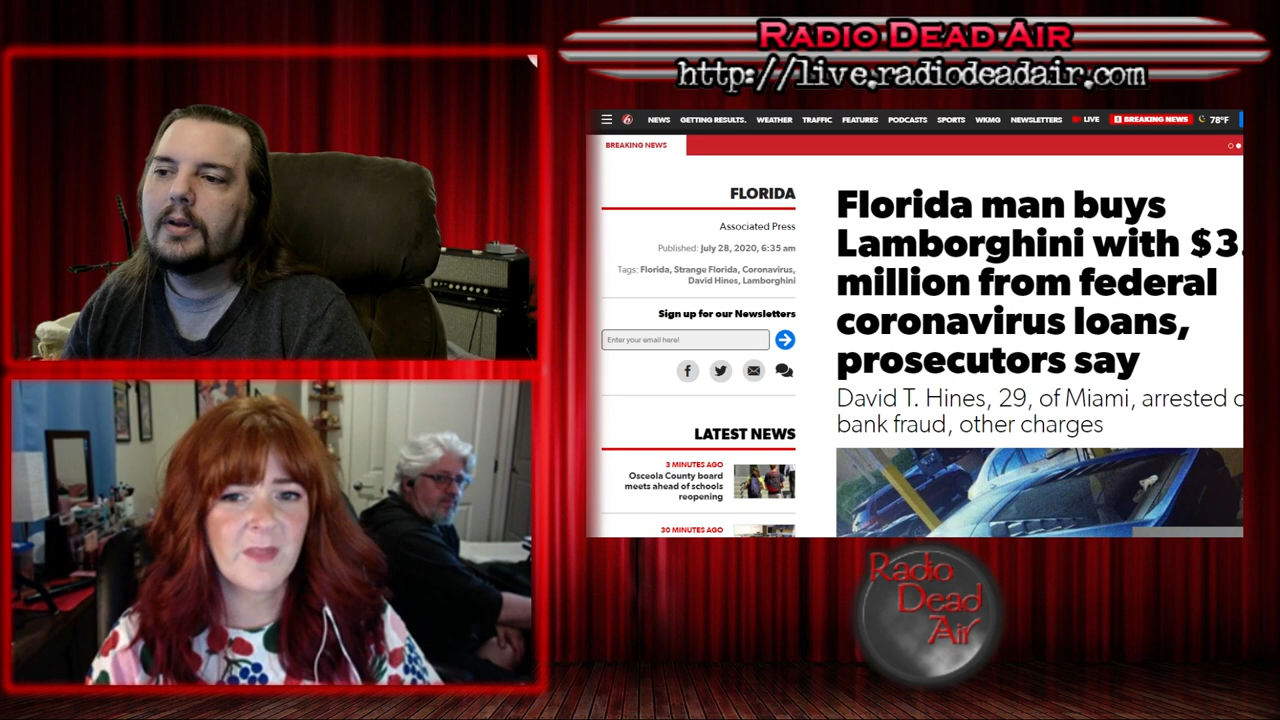 RADIO DEAD AIR
http://live.radiodeadair.com
6 NEWS GETTING RESULTS. WEATHER TRAFFIC FEATURES PODCASTS SPORTS WKMG NEWSLETTERS LIVE BREAKING NEWS 78°F
BREAKING NEWS
FLORIDA
Associated Press
Published: July 28, 2020, 6:35 am
Tags: Florida, Strange Florida, Coronavirus,
David Hines, Lamborghini
Sign up for our Newsletters
Enter your email here!
LATEST NEWS
3 MINUTES AGO
Osceola County board
meets ahead of schools
reopening
30 MINUTES AGO
Florida man buys
Lamborghini with $3.
million from federal
coronavirus loans,
prosecutors say
David T. Hines, 29, of Miami, arrested
bank fraud, other charges
Radio
Dead
Air